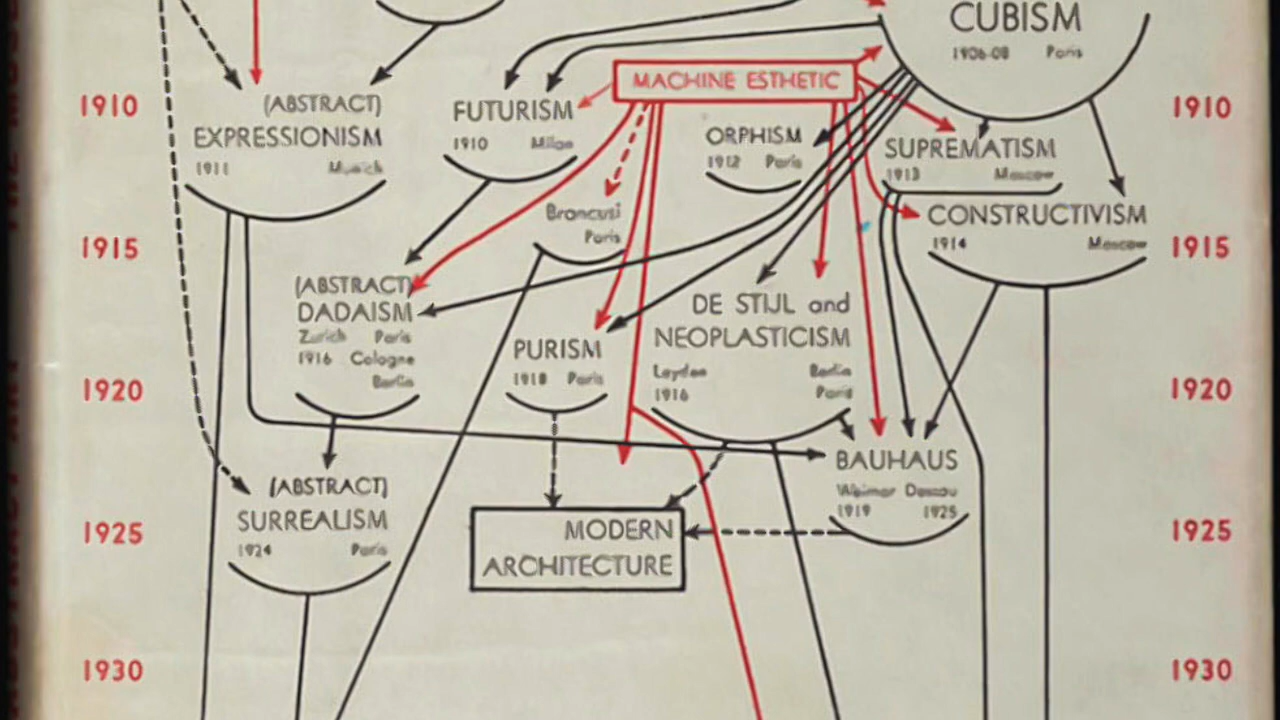 CUBISM
1906-08 Paris
MACHINE ESTHETIC
1910
(ABSTRACT)
EXPRESSIONISM
1911 Munich
FUTURISM
1910 Milan
ORPHISM
1912 Paris
SUPREMATISM
1913 Moscow
1910
Brancusi
Paris
CONSTRUCTIVISM
1914 Moscow
1915
1915
(ABSTRACT)
DADAISM
Zurich Paris
1916 Cologne
Berlin
DE STIJL and
NEOPLASTICISM
Leyden Berlin
1916 Paris
PURISM
1918 Paris
1920
1920
BAUHAUS
Weimar Dessau
1919 1925
(ABSTRACT)
SURREALISM
1924 Paris
MODERN
ARCHITECTURE
1925
1925
1930
1930